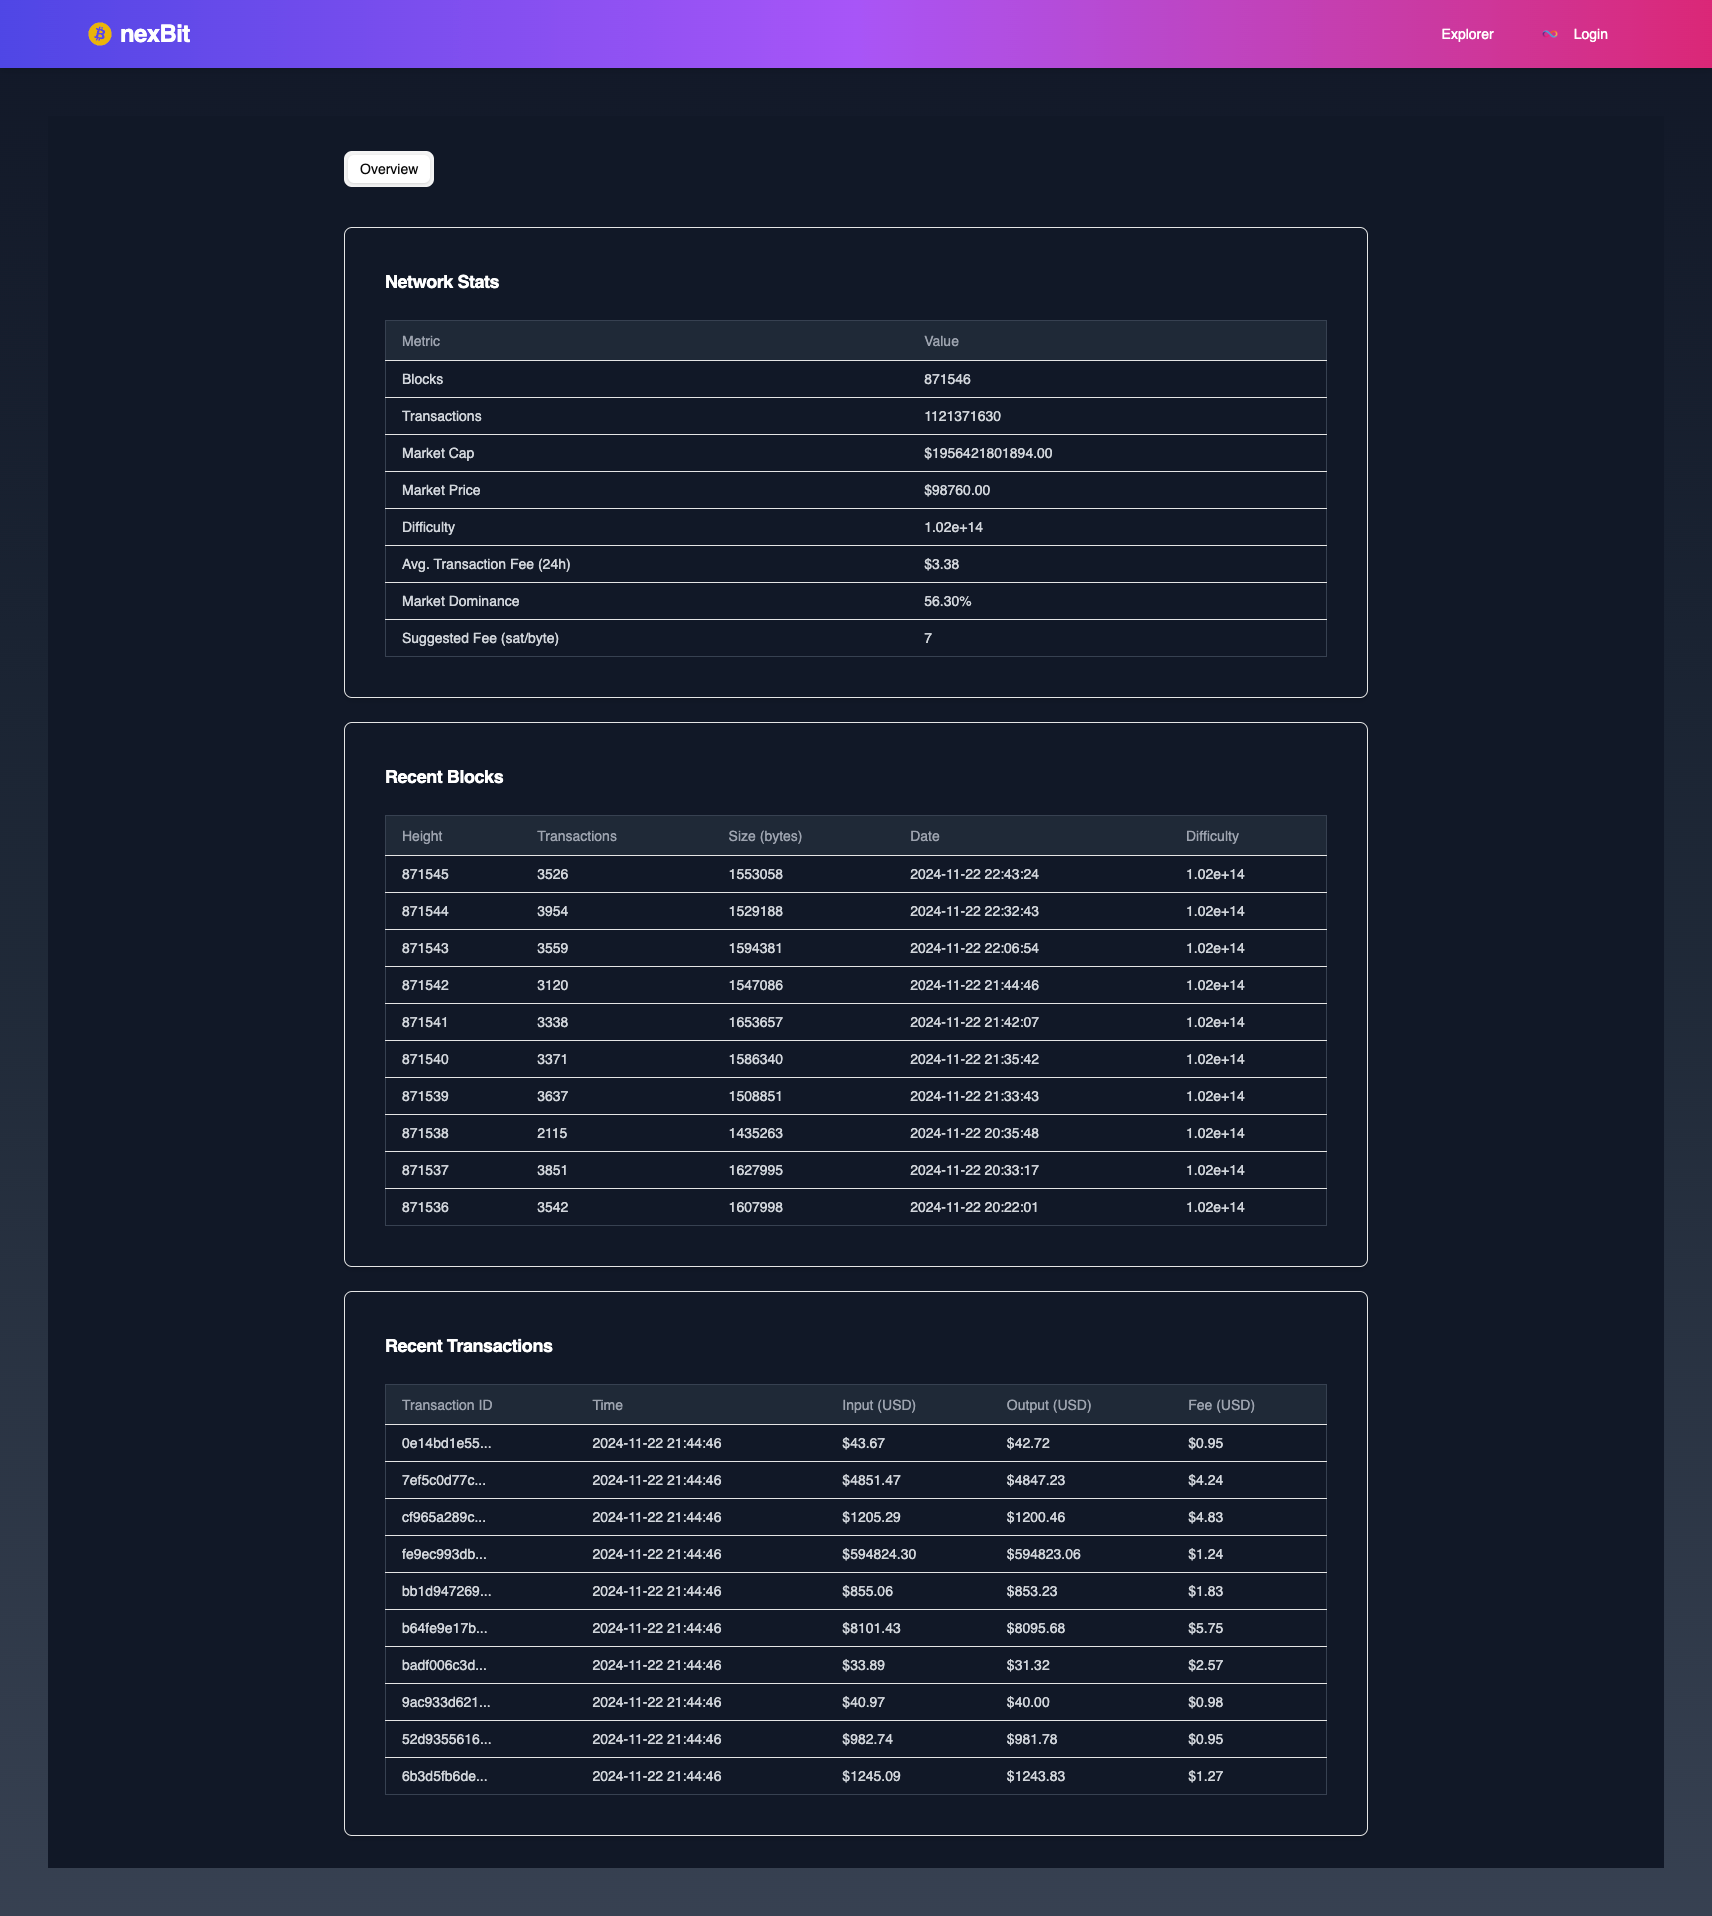 nexBit
Explorer Login
Overview
Network Stats
Metric Value
Blocks 871546
Transactions 1121371630
Market Cap $1956421801894.00
Market Price $98760.00
Difficulty 1.02e+14
Avg. Transaction Fee (24h) $3.38
Market Dominance 56.30%
Suggested Fee (sat/byte) 7
Recent Blocks
Height Transactions Size (bytes) Date Difficulty
871545 3526 1553058 2024-11-22 22:43:24 1.02e+14
871544 3954 1529188 2024-11-22 22:32:43 1.02e+14
871543 3559 1594381 2024-11-22 22:06:54 1.02e+14
871542 3120 1547086 2024-11-22 21:44:46 1.02e+14
871541 3338 1653657 2024-11-22 21:42:07 1.02e+14
871540 3371 1586340 2024-11-22 21:35:42 1.02e+14
871539 3637 1508851 2024-11-22 21:33:43 1.02e+14
871538 2115 1435263 2024-11-22 20:35:48 1.02e+14
871537 3851 1627995 2024-11-22 20:33:17 1.02e+14
871536 3542 1607998 2024-11-22 20:22:01 1.02e+14
Recent Transactions
Transaction ID Time Input (USD) Output (USD) Fee (USD)
0e14bd1e55... 2024-11-22 21:44:46 $43.67 $42.72 $0.95
7ef5c0d77c... 2024-11-22 21:44:46 $4851.47 $4847.23 $4.24
cf965a289c... 2024-11-22 21:44:46 $1205.29 $1200.46 $4.83
fe9ec993db... 2024-11-22 21:44:46 $594824.30 $594823.06 $1.24
bb1d947269... 2024-11-22 21:44:46 $855.06 $853.23 $1.83
b64fe9e17b... 2024-11-22 21:44:46 $8101.43 $8095.68 $5.75
badf006c3d... 2024-11-22 21:44:46 $33.89 $31.32 $2.57
9ac933d621... 2024-11-22 21:44:46 $40.97 $40.00 $0.98
52d9355616... 2024-11-22 21:44:46 $982.74 $981.78 $0.95
6b3d5fb6de... 2024-11-22 21:44:46 $1245.09 $1243.83 $1.27